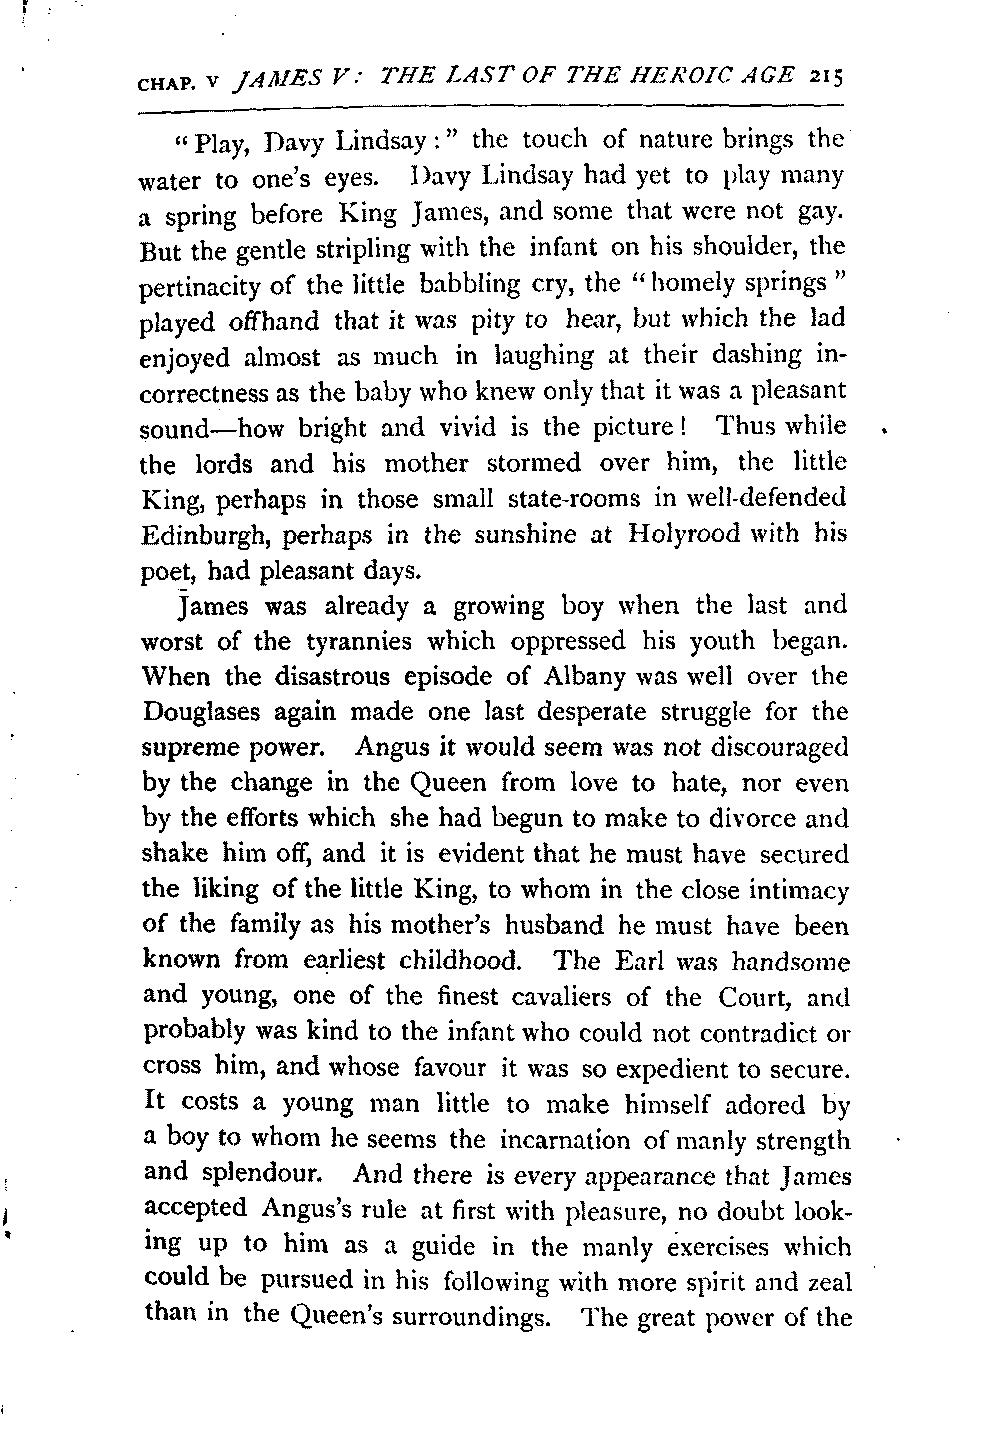 CHAP. V JAMES V: THE LAST OF THE HEROIC AGE 215
“Play, Davy Lindsay:” the touch of nature brings the
water to one's eyes. Davy Lindsay had yet to play many
a spring before King James, and some that were not gay.
But the gentle stripling with the infant on his shoulder, the
pertinacity of the little babbling cry, the “homely springs”
played offhand that it was pity to hear, but which the lad
enjoyed almost as much in laughing at their dashing in-
correctness as the baby who knew only that it was a pleasant
sound—how bright and vivid is the picture! Thus while
the lords and his mother stormed over him, the little
King, perhaps in those small state-rooms in well-defended
Edinburgh, perhaps in the sunshine at Holyrood with his
poet, had pleasant days.
James was already a growing boy when the last and
worst of the tyrannies which oppressed his youth began.
When the disastrous episode of Albany was well over the
Douglases again made one last desperate struggle for the
supreme power. Angus it would seem was not discouraged
by the change in the Queen from love to hate, nor even
by the efforts which she had begun to make to divorce and
shake him off, and it is evident that he must have secured
the liking of the little King, to whom in the close intimacy
of the family as his mother's husband he must have been
known from earliest childhood. The Earl was handsome
and young, one of the finest cavaliers of the Court, and
probably was kind to the infant who could not contradict or
cross him, and whose favour it was so expedient to secure.
It costs a young man little to make himself adored by
a boy to whom he seems the incarnation of manly strength
and splendour. And there is every appearance that James
accepted Angus's rule at first with pleasure, no doubt look-
ing up to him as a guide in the manly exercises which
could be pursued in his following with more spirit and zeal
than in the Queen's surroundings. The great power of the